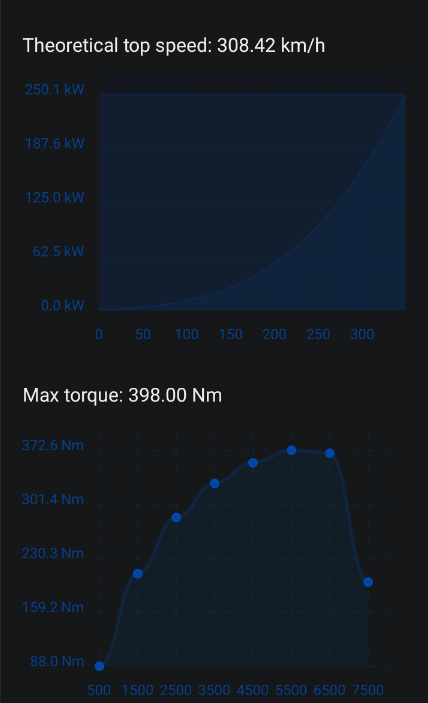 Theoretical top speed: 308.42 km/h
250.1 kW
187.6 kW
125.0 kW
62.5 kW
0.0 kW
0 50 100 150 200 250 300
Max torque: 398.00 Nm
372.6 Nm
301.4 Nm
230.3 Nm
159.2 Nm
88.0 Nm
500 1500 2500 3500 4500 5500 6500 7500